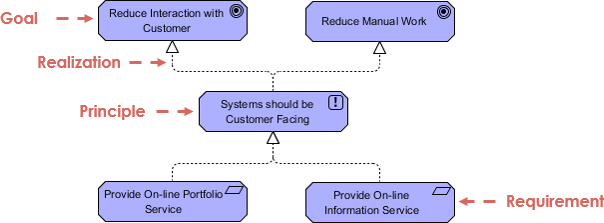 Goal
Reduce Interaction with
Customer
Reduce Manual Work
Realization
Principle
Systems should be
Customer Facing
!
Provide On-line Portfolio
Service
Provide On-line
Information Service
Requirement